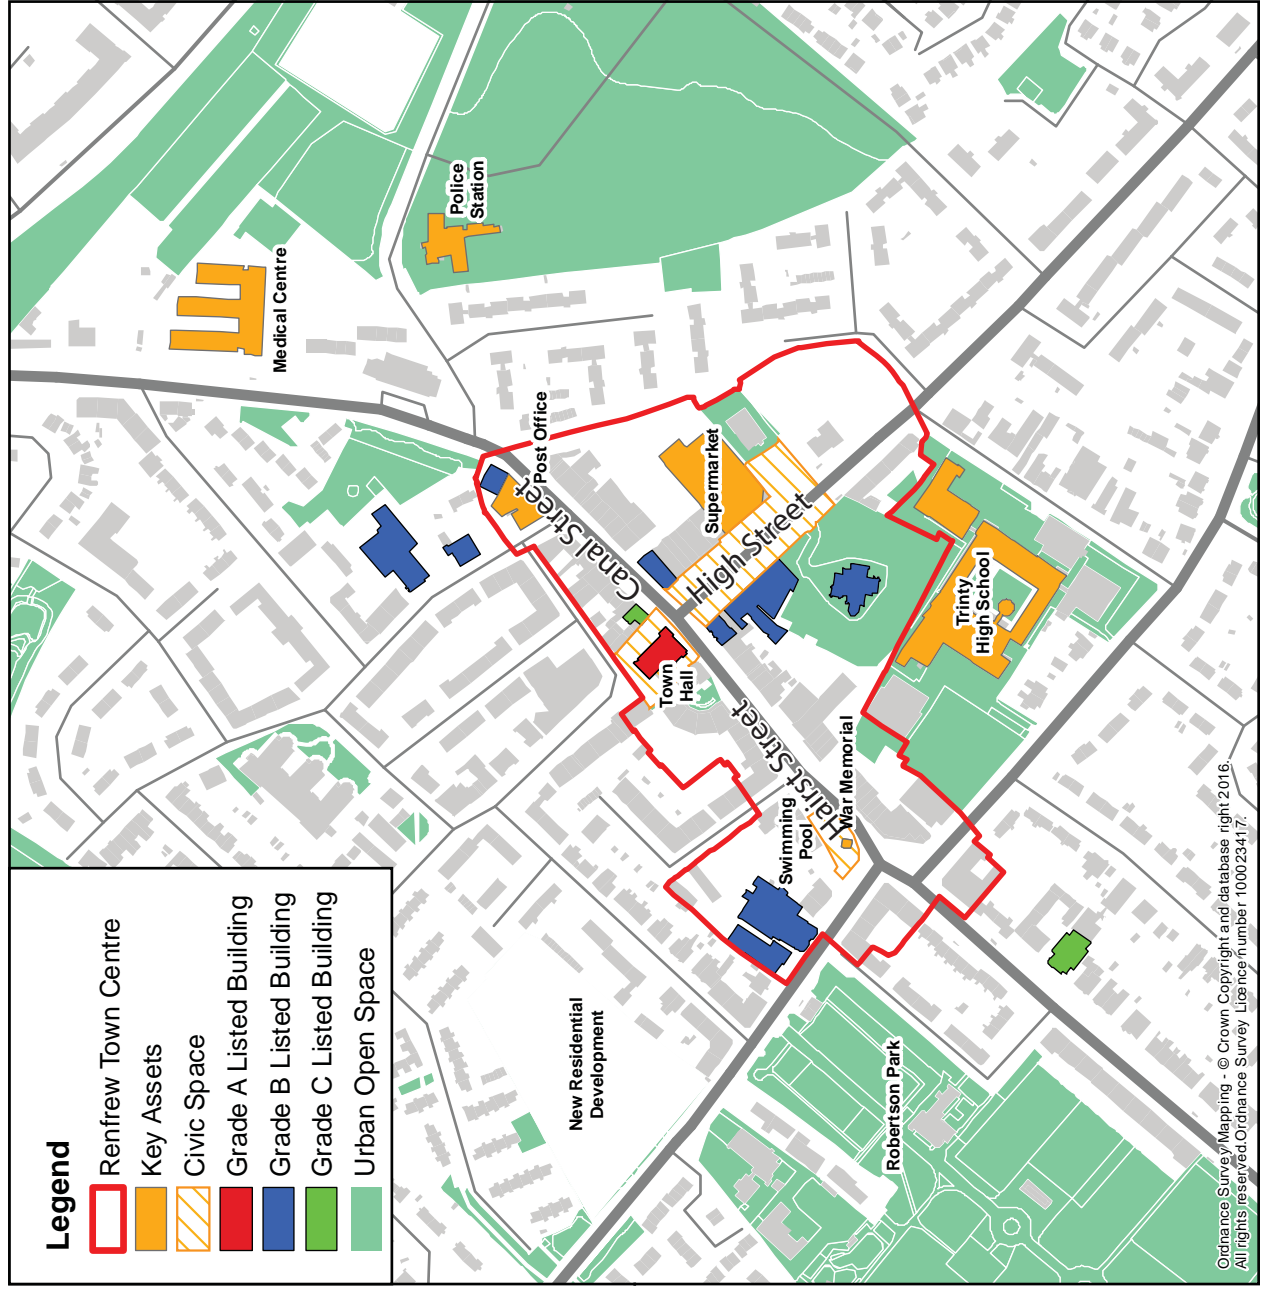 Legend
Renfrew Town Centre
Key Assets
Civic Space
Grade A Listed Building
Grade B Listed Building
Grade C Listed Building
Urban Open Space
New Residential
Development
Robertson Park
Swimming
Pool
War Memorial
Hairst Street
Town
Hall
Canal Street
High Street
Post Office
Supermarket
Trinty
High School
Medical Centre
Police
Station
Ordnance Survey Mapping - © Crown Copyright and database right 2016.
All rights reserved.Ordnance Survey Licence number 100023417.